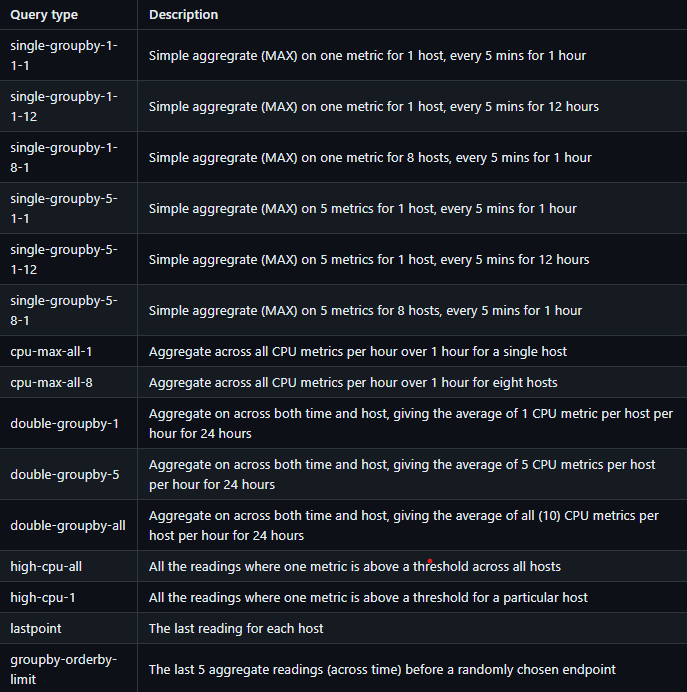 Query type Description
single-groupby-1-
1-1
Simple aggregrate (MAX) on one metric for 1 host, every 5 mins for 1 hour
single-groupby-1-
1-12
Simple aggregrate (MAX) on one metric for 1 host, every 5 mins for 12 hours
single-groupby-1-
8-1
Simple aggregrate (MAX) on one metric for 8 hosts, every 5 mins for 1 hour
single-groupby-5-
1-1
Simple aggregrate (MAX) on 5 metrics for 1 host, every 5 mins for 1 hour
single-groupby-5-
1-12
Simple aggregrate (MAX) on 5 metrics for 1 host, every 5 mins for 12 hours
single-groupby-5-
8-1
Simple aggregrate (MAX) on 5 metrics for 8 hosts, every 5 mins for 1 hour
cpu-max-all-1 Aggregate across all CPU metrics per hour over 1 hour for a single host
cpu-max-all-8 Aggregate across all CPU metrics per hour over 1 hour for eight hosts
double-groupby-1
Aggregate on across both time and host, giving the average of 1 CPU metric per host per
hour for 24 hours
double-groupby-5
Aggregate on across both time and host, giving the average of 5 CPU metrics per host
per hour for 24 hours
double-groupby-all
Aggregate on across both time and host, giving the average of all (10) CPU metrics per
host per hour for 24 hours
high-cpu-all All the readings where one metric is above a threshold across all hosts
high-cpu-1 All the readings where one metric is above a threshold for a particular host
lastpoint The last reading for each host
groupby-orderby-
limit
The last 5 aggregate readings (across time) before a randomly chosen endpoint